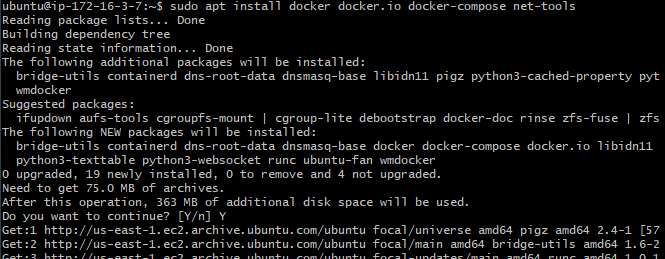 ubuntu@ip-172-16-3-7:~$ sudo apt install docker docker.io docker-compose net-tools
Reading package lists... Done
Building dependency tree
Reading state information... Done
The following additional packages will be installed:
  bridge-utils containerd dns-root-data dnsmasq-base libidn11 pigz python3-cached-property pyt
  wmdocker
Suggested packages:
  ifupdown aufs-tools cgroupfs-mount | cgroup-lite debootstrap docker-doc rinse zfs-fuse | zfs
The following NEW packages will be installed:
  bridge-utils containerd dns-root-data dnsmasq-base docker docker-compose docker.io libidn11
  python3-texttable python3-websocket runc ubuntu-fan wmdocker
0 upgraded, 19 newly installed, 0 to remove and 4 not upgraded.
Need to get 75.0 MB of archives.
After this operation, 363 MB of additional disk space will be used.
Do you want to continue? [Y/n] Y
Get:1 http://us-east-1.ec2.archive.ubuntu.com/ubuntu focal/universe amd64 pigz amd64 2.4-1 [57
Get:2 http://us-east-1.ec2.archive.ubuntu.com/ubuntu focal/main amd64 bridge-utils amd64 1.6-2
Get:3 http://us-east-1.ec2.archive.ubuntu.com/ubuntu focal-updates/main amd64 runc amd64 1.0.1